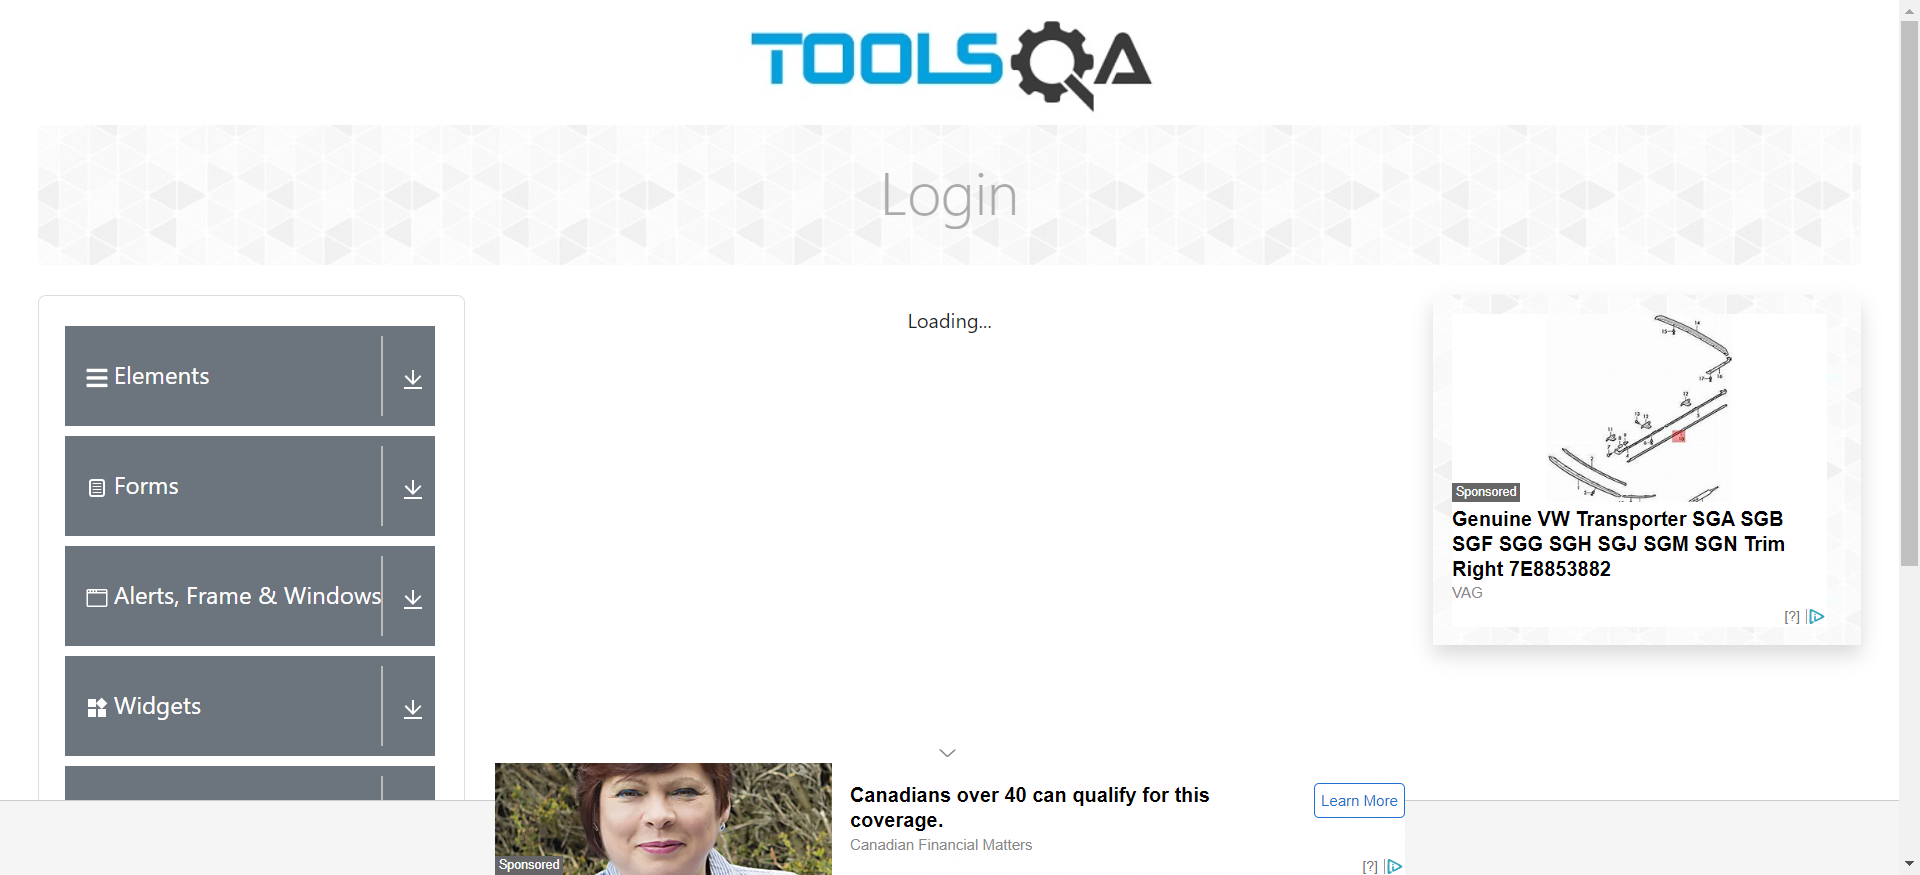 TOOLSQA
Login
Elements
Forms
Alerts, Frame & Windows
Widgets
Loading...
Sponsored
Genuine VW Transporter SGA SGB
SGF SGG SGH SGJ SGM SGN Trim
Right 7E8853882
VAG
[?]
Sponsored
Canadians over 40 can qualify for this
coverage.
Canadian Financial Matters
Learn More
[?]